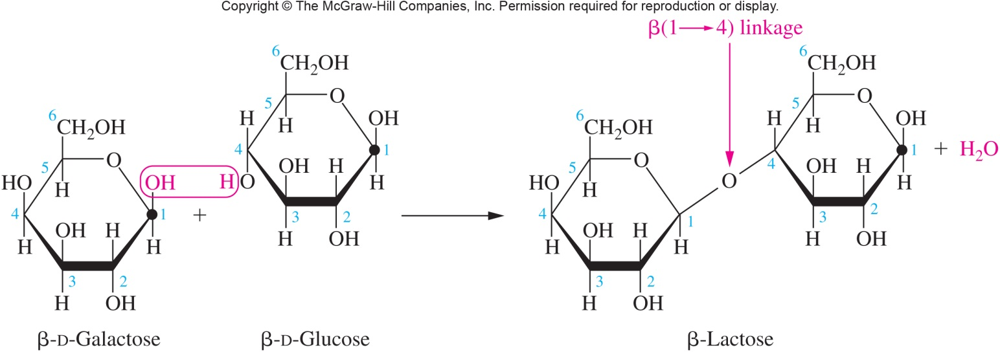 Copyright © The McGraw-Hill Companies, Inc. Permission required for reproduction or display.
β(1⟶4) linkage
6 6
CH₂OH CH₂OH
5 O 5 O
6 H H OH 6 H H OH
CH₂OH CH₂OH
4 1 4 1 + H₂O
5 O OH H 5 O OH H
HO H OH HO H HO H O H
4 1 + 3 2 4 1 3 2
OH H H OH OH H H OH
H H H H
3 2 3 2
H OH H OH
β-D-Galactose β-D-Glucose β-Lactose